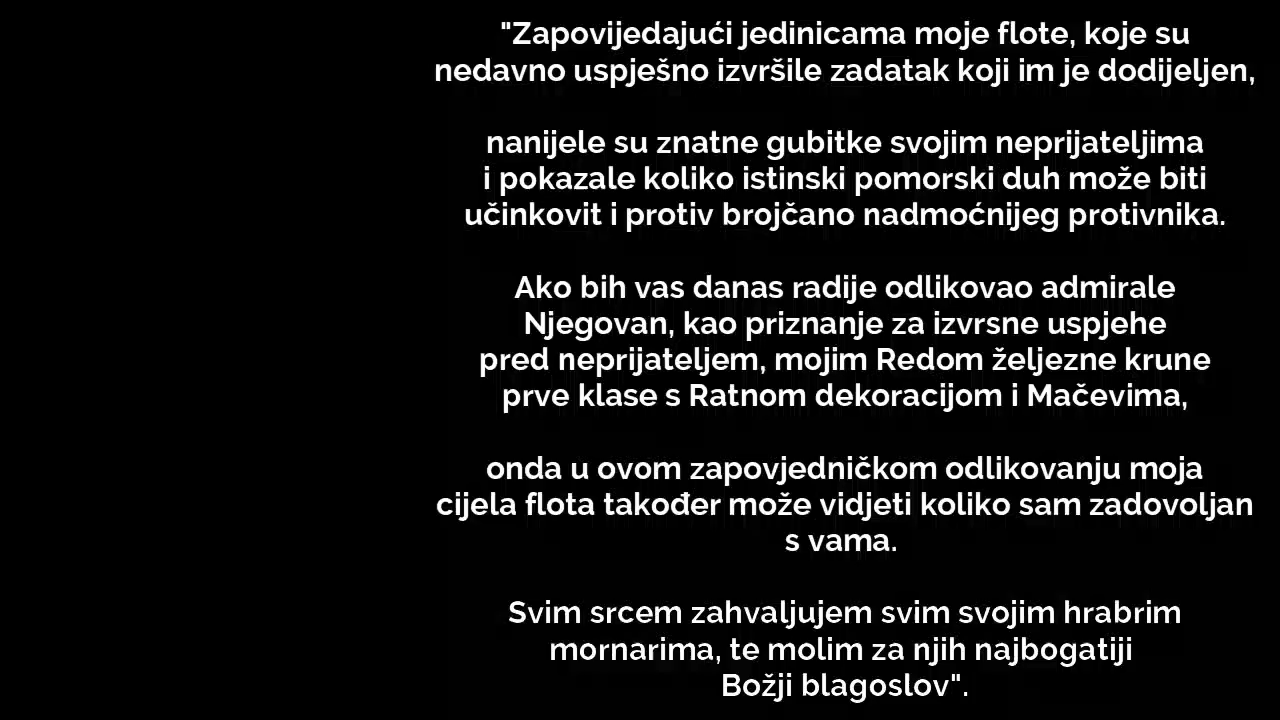 "Zapovijedajući jedinicama moje flote, koje su
nedavno uspješno izvršile zadatak koji im je dodijeljen,
nanijele su znatne gubitke svojim neprijateljima
i pokazale koliko istinski pomorski duh može biti
učinkovit i protiv brojčano nadmoćnijeg protivnika.
Ako bih vas danas radije odlikovao admirale
Njegovan, kao priznanje za izvrsne uspjehe
pred neprijateljem, mojim Redom željezne krune
prve klase s Ratnom dekoracijom i Mačevima,
onda u ovom zapovjedničkom odlikovanju moja
cijela flota također može vidjeti koliko sam zadovoljan
s vama.
Svim srcem zahvaljujem svim svojim hrabrim
mornarima, te molim za njih najbogatiji
Božji blagoslov".